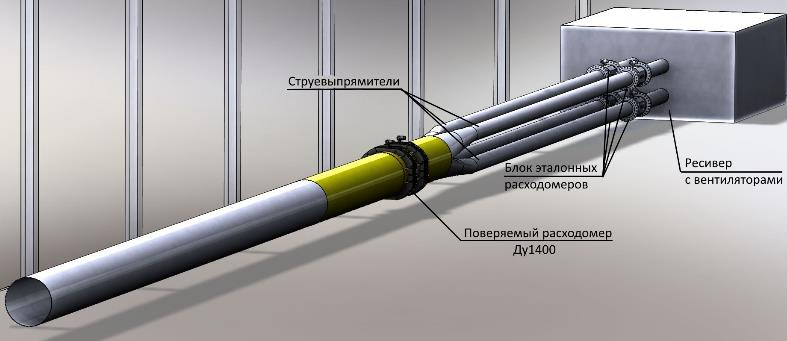 Струевыпрямители
Блок эталонных
расходомеров
Ресивер
с вентиляторами
Поверяемый расходомер
Ду1400